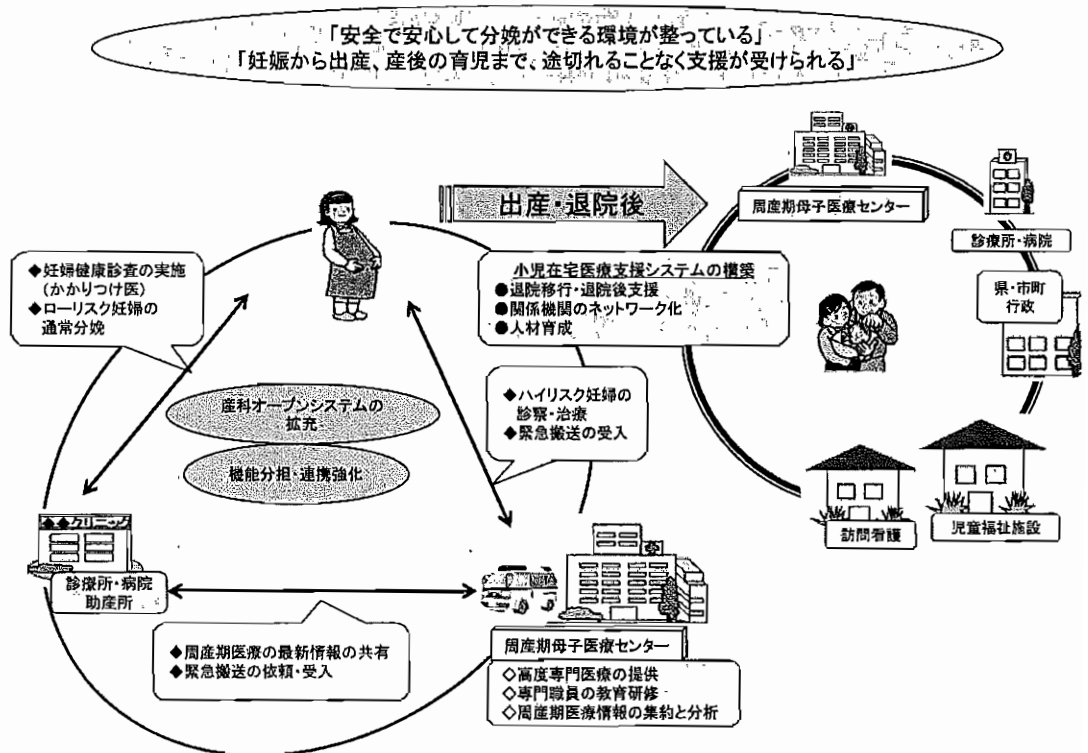 「安全で安心して分娩ができる環境が整っている」
「妊娠から出産、産後の育児まで、途切れることなく支援が受けられる」
出産・退院後
周産期母子医療センター
診療所・病院
県・市町
行政
児童福祉施設
訪問看護
小児在宅医療支援システムの構築
●退院移行・退院後支援
●関係機関のネットワーク化
●人材育成
◆妊婦健康診査の実施
(かかりつけ医)
◆ローリスク妊婦の
通常分娩
産科オープンシステムの
拡充
機能分担・連携強化
◆ハイリスク妊婦の
診察・治療
◆緊急搬送の受入
◆◆クリニック
診療所・病院
助産所
◆周産期医療の最新情報の共有
◆緊急搬送の依頼・受入
周産期母子医療センター
◇高度専門医療の提供
◇専門職員の教育研修
◇周産期医療情報の集約と分析